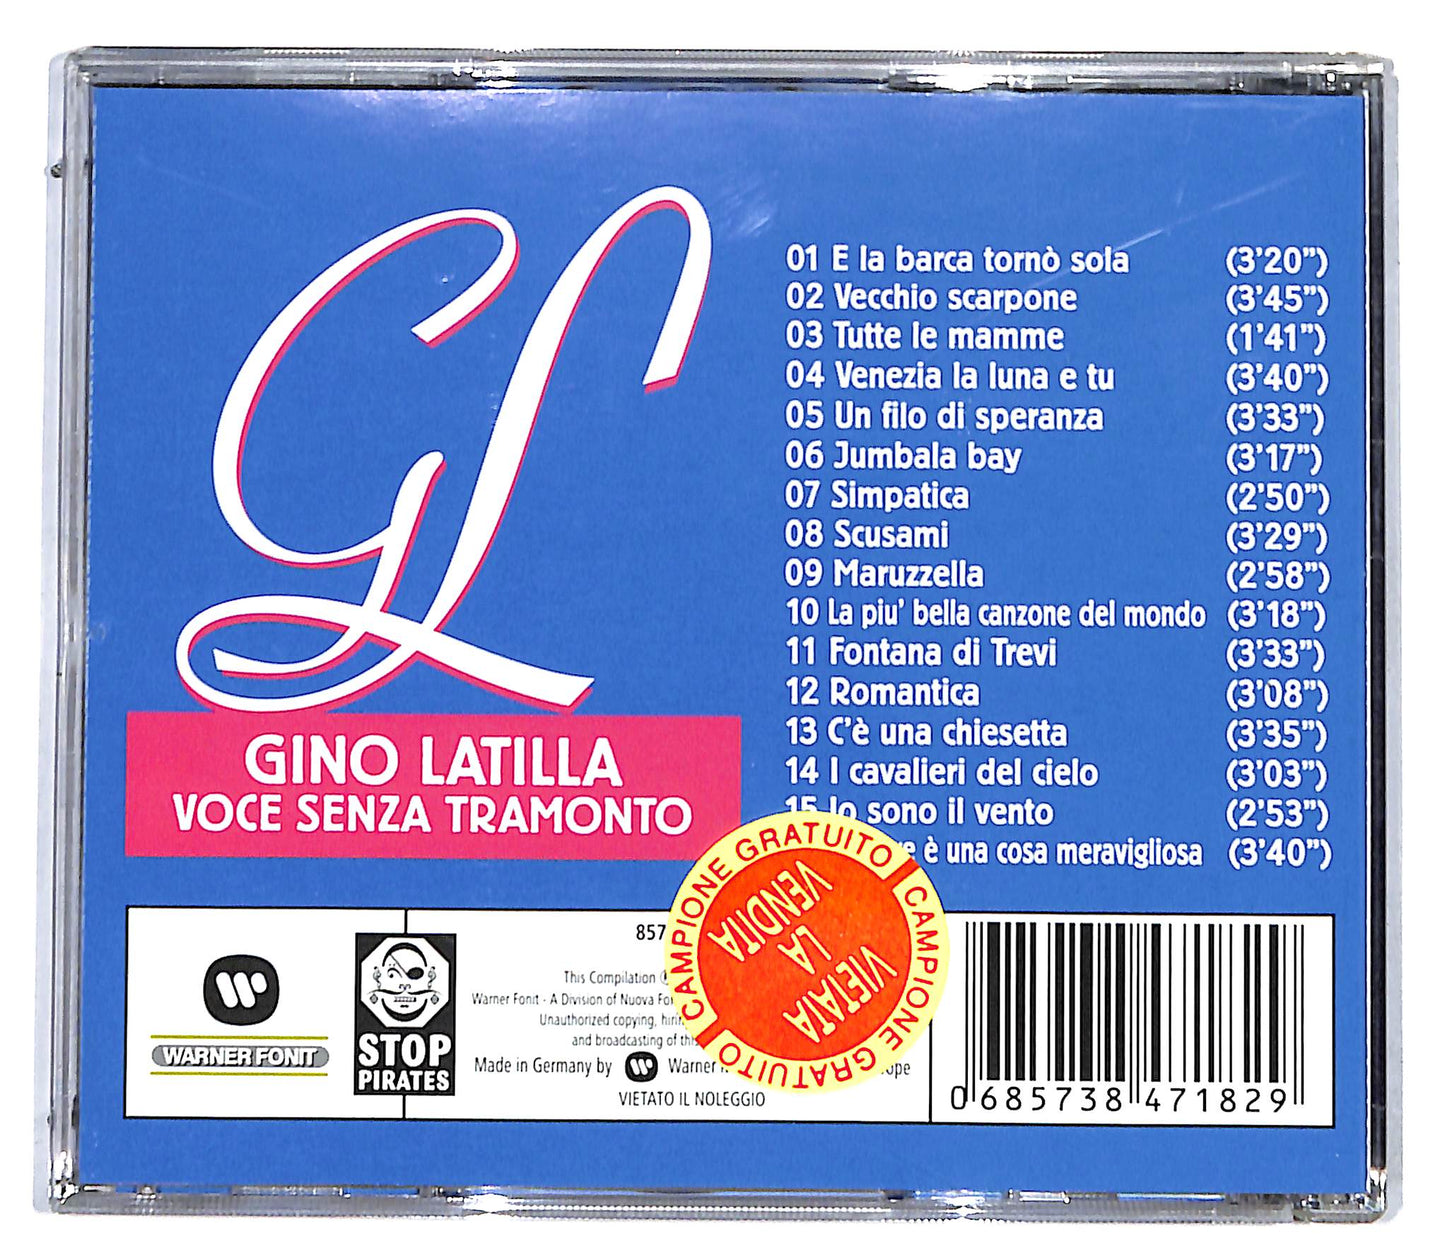 GL
01 E la barca tornò sola (3'20")
02 Vecchio scarpone (3'45")
03 Tutte le mamme (1'41")
04 Venezia la luna e tu (3'40")
05 Un filo di speranza (3'33")
06 Jumbala bay (3'17")
07 Simpatica (2'50")
08 Scusami (3'29")
09 Maruzzella (2'58")
10 La piu' bella canzone del mondo (3'18")
11 Fontana di Trevi (3'33")
12 Romantica (3'08")
13 C'è una chiesetta (3'35")
14 I cavalieri del cielo (3'03")
15 Io sono il vento (2'53")
è una cosa meravigliosa (3'40")
GINO LATILLA
VOCE SENZA TRAMONTO
CAMPIONE GRATUITO CAMPIONE GRATUITO
VIETATA
LA
VENDITA
WARNER FONIT
STOP
PIRATES
857
This Compilation
Warner Fonit - A Division of Nuova
Unauthorized copying,
and broadcasting of
Made in Germany by Warner
VIETATO IL NOLEGGIO
0 685738 471829